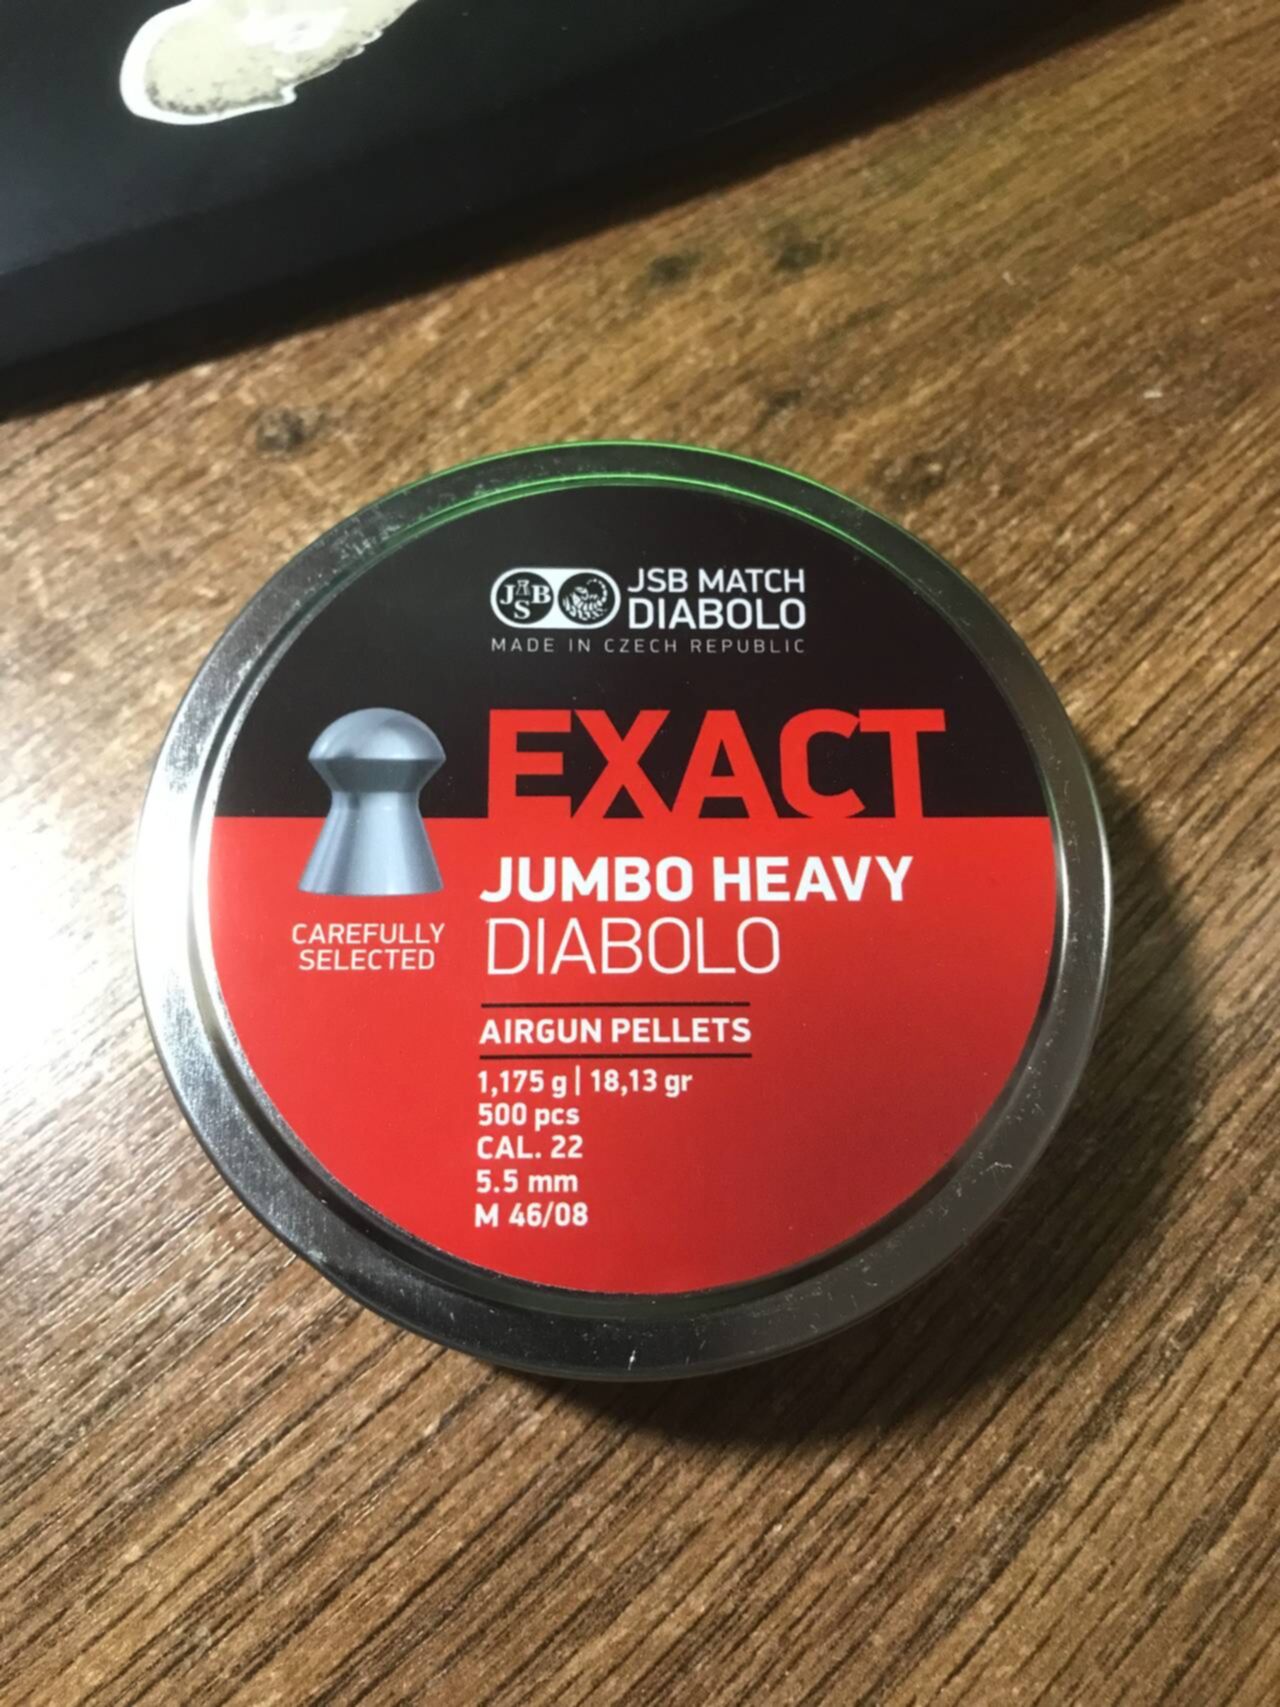 JSB
JSB MATCH
DIABOLO
MADE IN CZECH REPUBLIC
EXACT
JUMBO HEAVY
DIABOLO
CAREFULLY
SELECTED
AIRGUN PELLETS
1,175 g | 18,13 gr
500 pcs
CAL. 22
5.5 mm
M 46/08